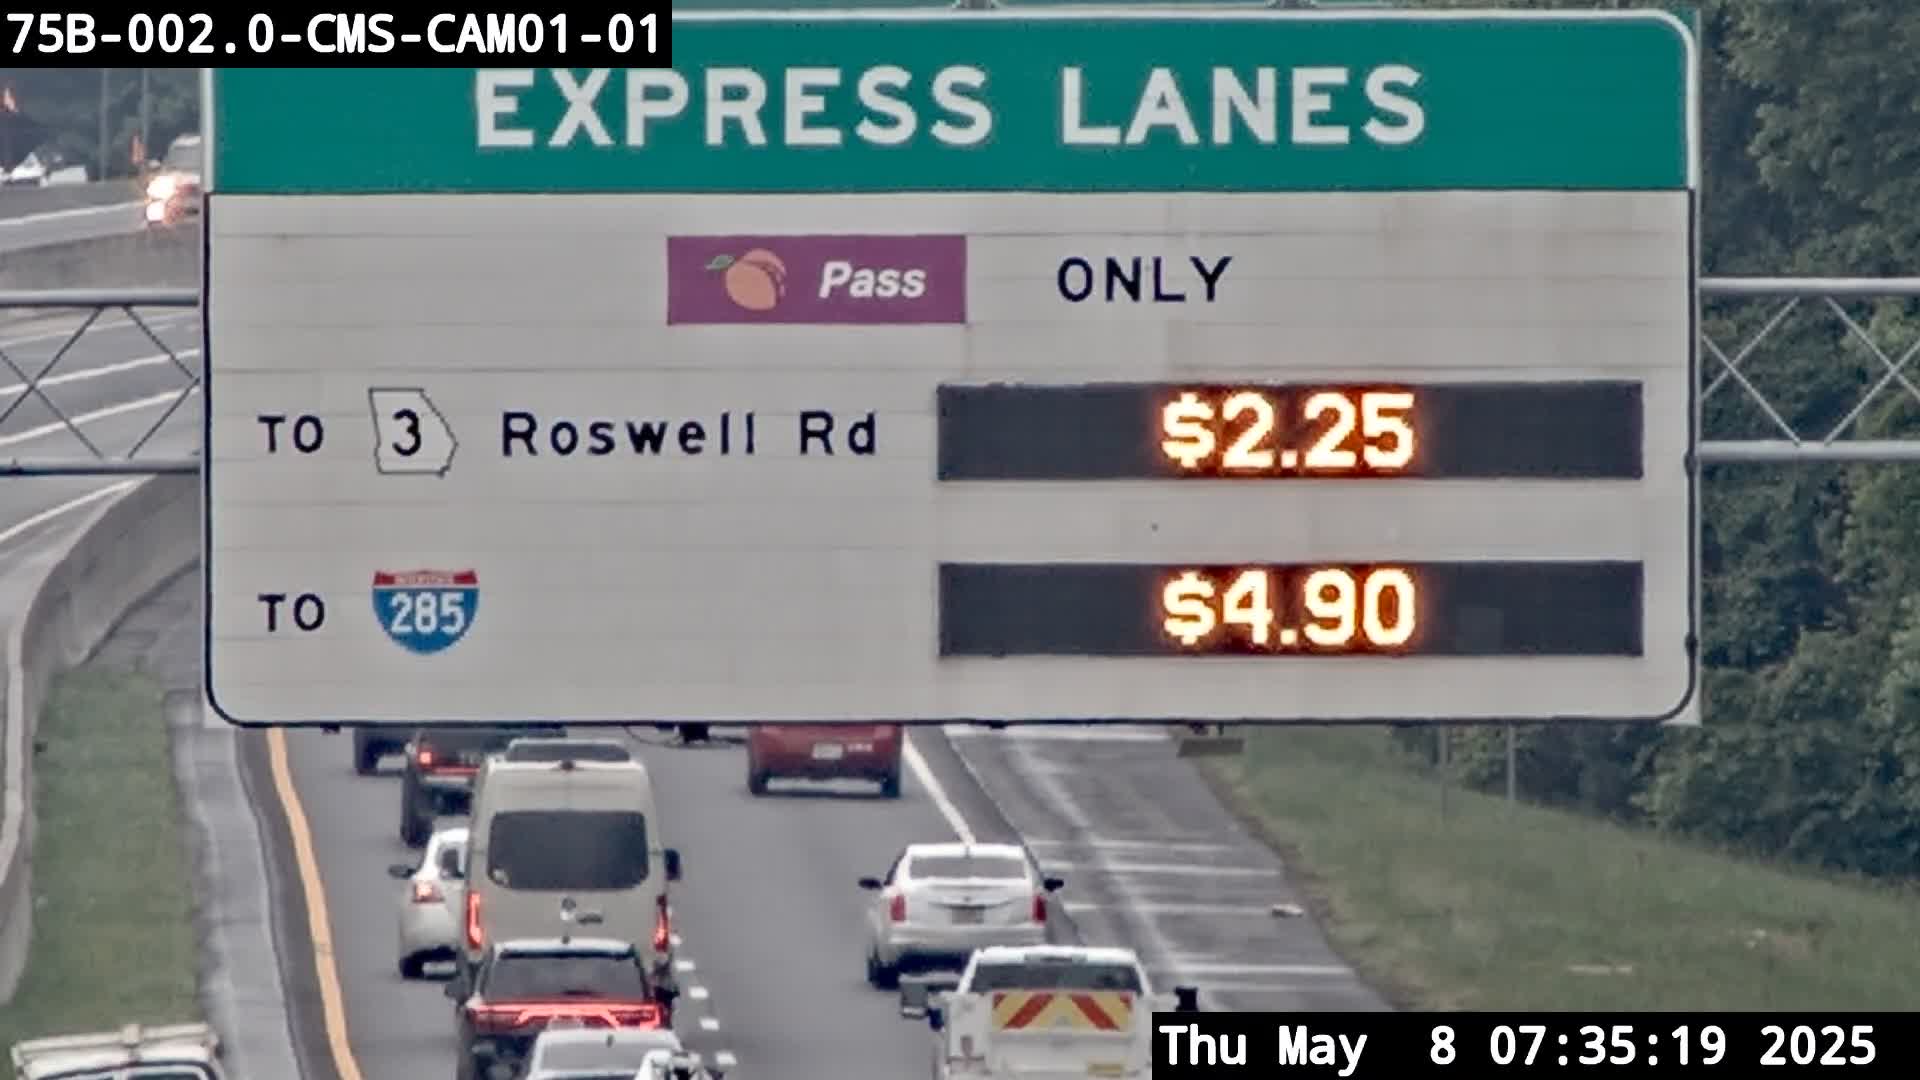 75B-002.0-CMS-CAM01-01
EXPRESS LANES
Pass ONLY
TO 3 Roswell Rd $2.25
TO 285 $4.90
Thu May 8 07:35:19 2025